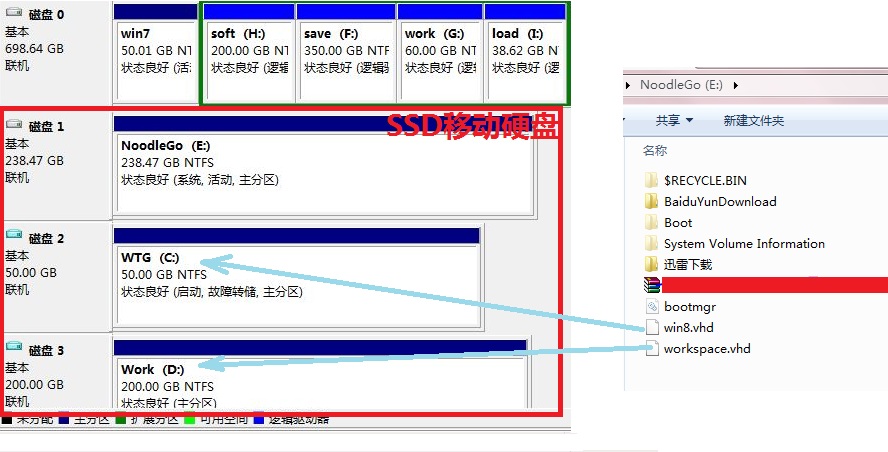 磁盘 0
基本
698.64 GB
联机
win7
50.01 GB NT
状态良好 (活
soft (H:)
200.00 GB NT
状态良好 (逻辑
save (F:)
350.00 GB NTF
状态良好 (逻辑
work (G:)
60.00 GB NT
状态良好 (逻
load (I:)
38.62 GB N
状态良好 (逻
SSD移动硬盘
磁盘 1
基本
238.47 GB
联机
NoodleGo (E:)
238.47 GB NTFS
状态良好 (系统, 活动, 主分区)
磁盘 2
基本
50.00 GB
联机
WTG (C:)
50.00 GB NTFS
状态良好 (启动, 故障转储, 主分区)
磁盘 3
基本
200.00 GB
联机
Work (D:)
200.00 GB NTFS
状态良好 (主分区)
未分配 主分区 扩展分区 可用空间 逻辑驱动器
NoodleGo (E:)
共享 新建文件夹
名称
$RECYCLE.BIN
BaiduYunDownload
Boot
System Volume Information
迅雷下载
bootmgr
win8.vhd
workspace.vhd